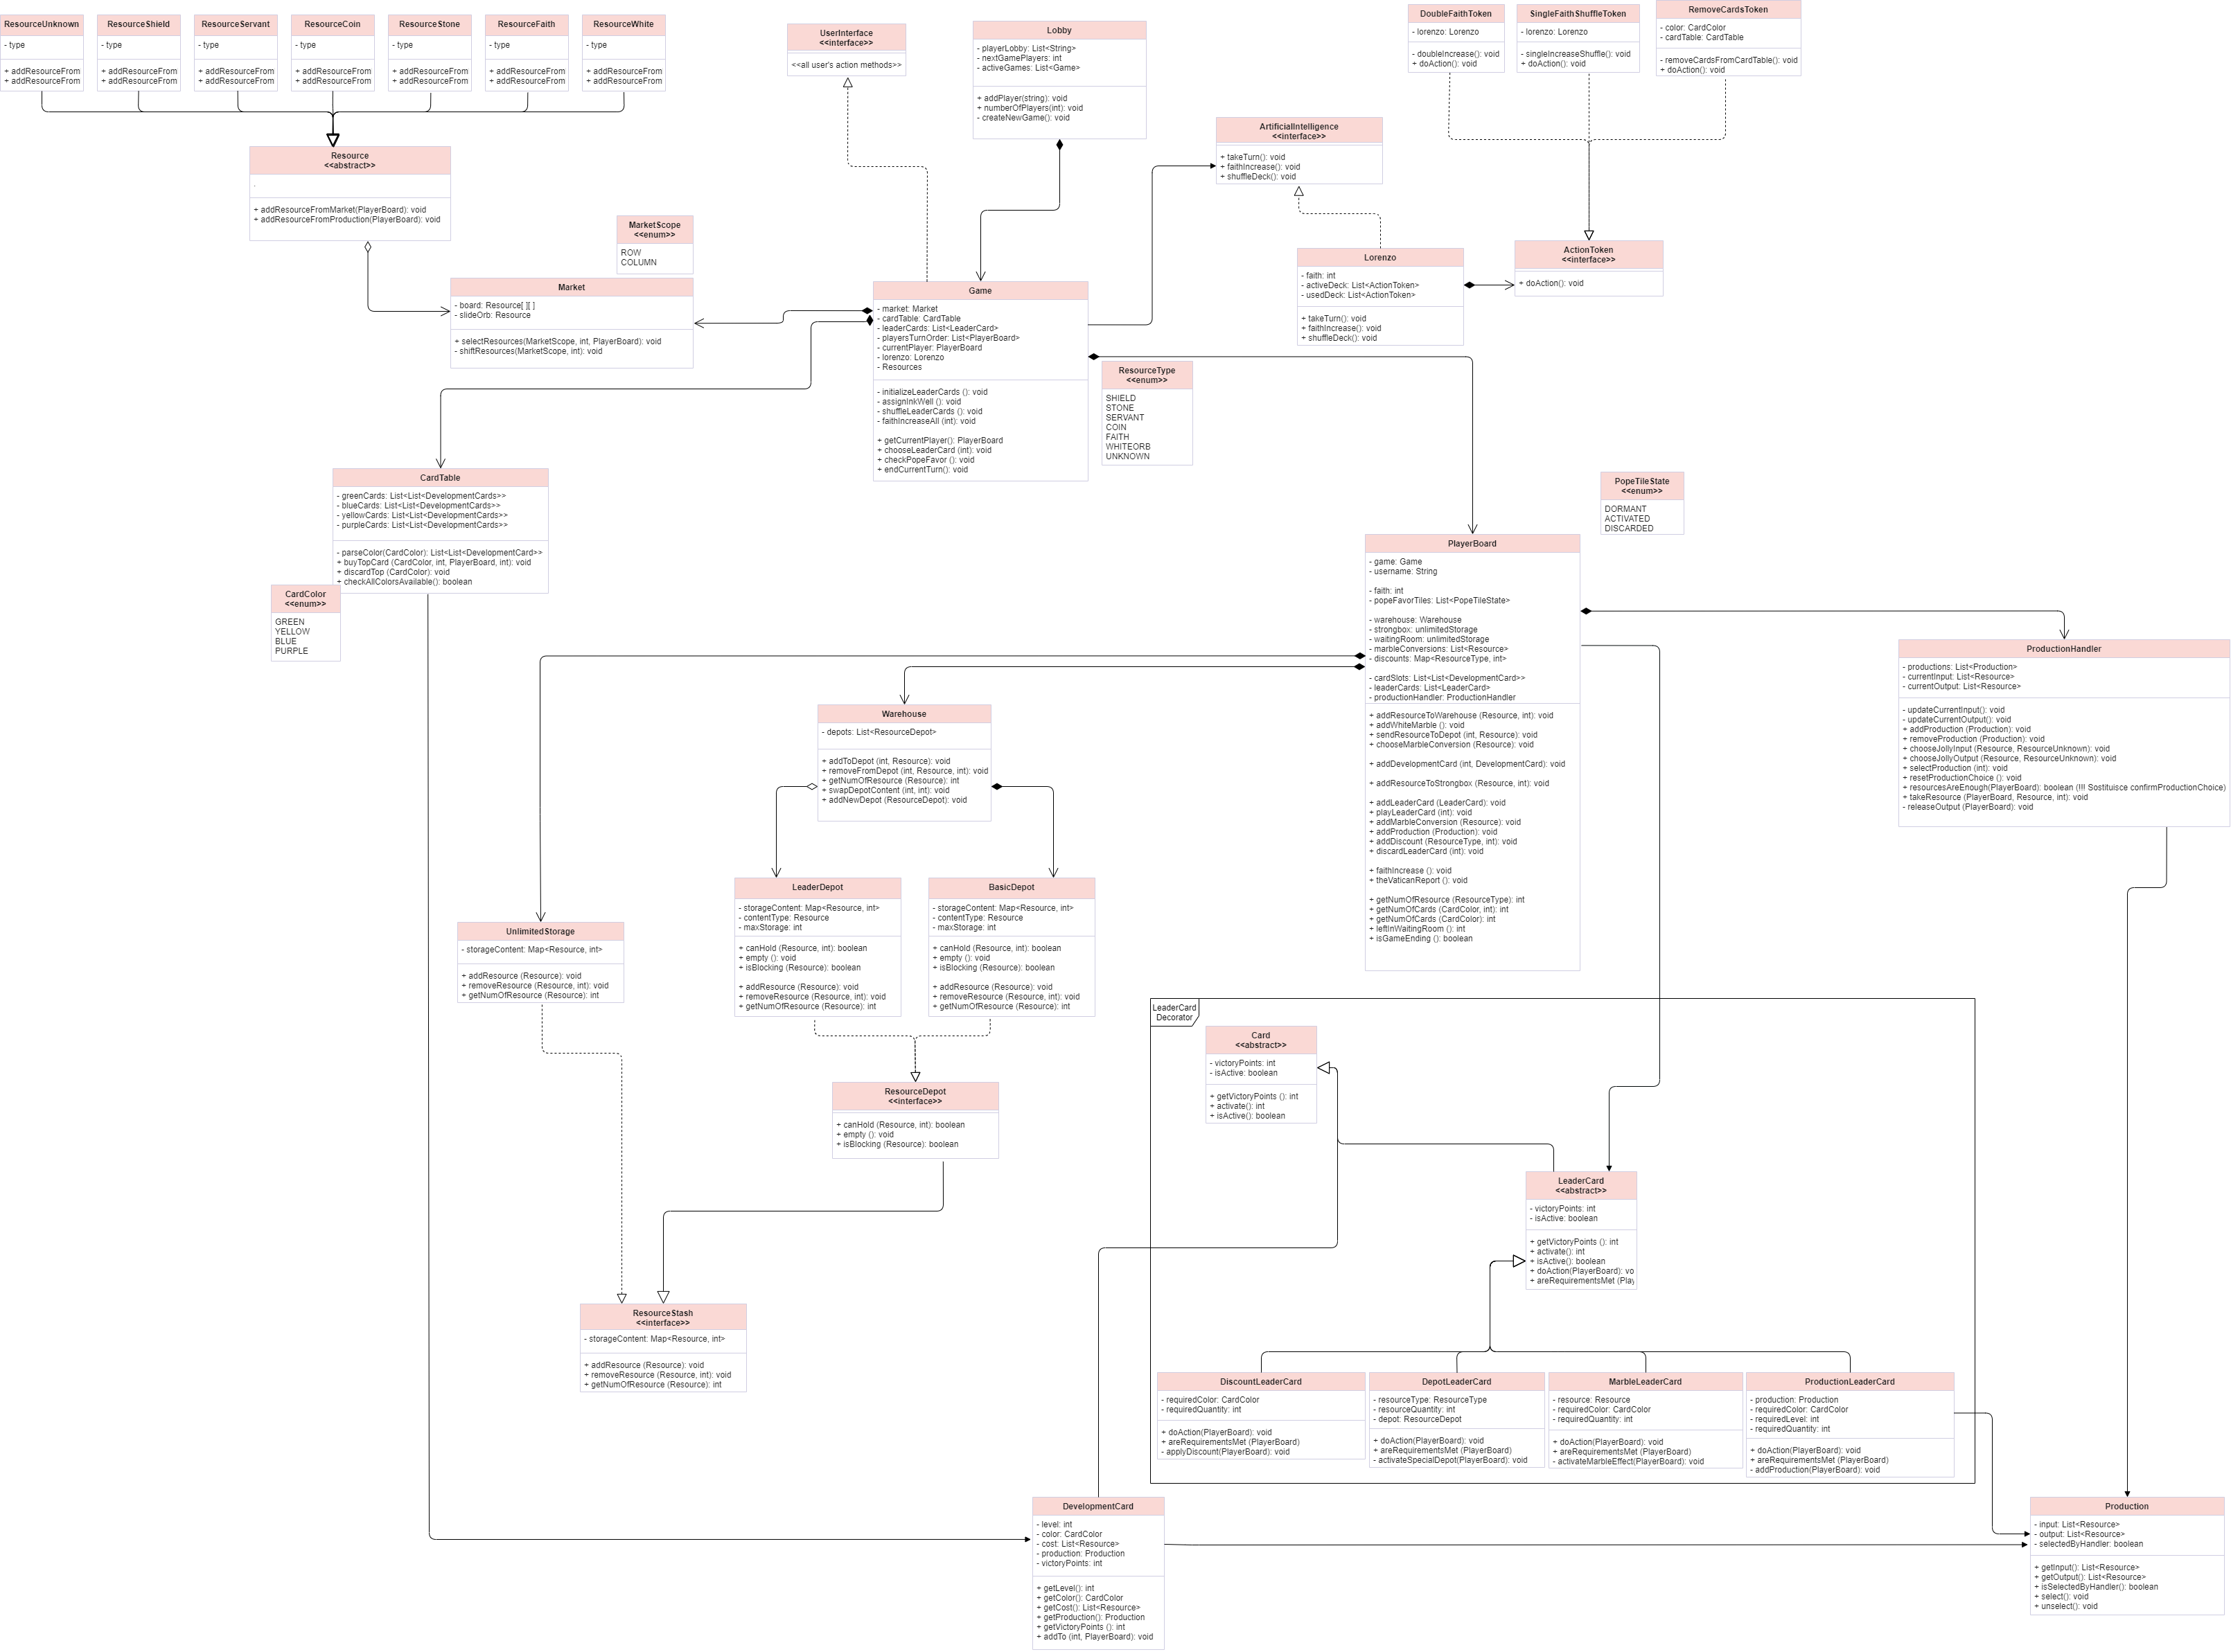 ResourceUnknown
- type
+ addResourceFrom
+ addResourceFrom
ResourceShield
- type
+ addResourceFrom
+ addResourceFrom
ResourceServant
- type
+ addResourceFrom
+ addResourceFrom
ResourceCoin
- type
+ addResourceFrom
+ addResourceFrom
ResourceStone
- type
+ addResourceFrom
+ addResourceFrom
ResourceFaith
- type
+ addResourceFrom
+ addResourceFrom
ResourceWhite
- type
+ addResourceFrom
+ addResourceFrom
UserInterface
<<interface>>
<<all user's action methods>>
Lobby
- playerLobby: List<String>
- nextGamePlayers: int
- activeGames: List<Game>
+ addPlayer(string): void
+ numberOfPlayers(int): void
- createNewGame(): void
DoubleFaithToken
- lorenzo: Lorenzo
- doubleIncrease(): void
+ doAction(): void
SingleFaithShuffleToken
- lorenzo: Lorenzo
- singleIncreaseShuffle(): void
+ doAction(): void
RemoveCardsToken
- color: CardColor
- cardTable: CardTable
- removeCardsFromCardTable(): void
+ doAction(): void
ArtificialIntelligence
<<interface>>
+ takeTurn(): void
+ faithIncrease(): void
+ shuffleDeck(): void
Resource
<<abstract>>
.
+ addResourceFromMarket(PlayerBoard): void
+ addResourceFromProduction(PlayerBoard): void
MarketScope
<<enum>>
ROW
COLUMN
Market
- board: Resource[ ][ ]
- slideOrb: Resource
+ selectResources(MarketScope, int, PlayerBoard): void
- shiftResources(MarketScope, int): void
Game
- market: Market
- cardTable: CardTable
- leaderCards: List<LeaderCard>
- playersTurnOrder: List<PlayerBoard>
- currentPlayer: PlayerBoard
- lorenzo: Lorenzo
- Resources
- initializeLeaderCards (): void
- assignInkWell (): void
- shuffleLeaderCards (): void
- faithIncreaseAll (int): void
+ getCurrentPlayer(): PlayerBoard
+ chooseLeaderCard (int): void
+ checkPopeFavor (): void
+ endCurrentTurn(): void
Lorenzo
- faith: int
- activeDeck: List<ActionToken>
- usedDeck: List<ActionToken>
+ takeTurn(): void
+ faithIncrease(): void
+ shuffleDeck(): void
ActionToken
<<interface>>
+ doAction(): void
ResourceType
<<enum>>
SHIELD
STONE
SERVANT
COIN
FAITH
WHITEORB
UNKNOWN
CardTable
- greenCards: List<List<DevelopmentCards>>
- blueCards: List<List<DevelopmentCards>>
- yellowCards: List<List<DevelopmentCards>>
- purpleCards: List<List<DevelopmentCards>>
- parseColor(CardColor): List<List<DevelopmentCard>>
+ buyTopCard (CardColor, int, PlayerBoard, int): void
+ discardTop (CardColor): void
+ checkAllColorsAvailable(): boolean
CardColor
<<enum>>
GREEN
YELLOW
BLUE
PURPLE
PopeTileState
<<enum>>
DORMANT
ACTIVATED
DISCARDED
PlayerBoard
- game: Game
- username: String
- faith: int
- popeFavorTiles: List<PopeTileState>
- warehouse: Warehouse
- strongbox: unlimitedStorage
- waitingRoom: unlimitedStorage
- marbleConversions: List<Resource>
- discounts: Map<ResourceType, int>
- cardSlots: List<List<DevelopmentCard>>
- leaderCards: List<LeaderCard>
- productionHandler: ProductionHandler
+ addResourceToWarehouse (Resource, int): void
+ addWhiteMarble (): void
+ sendResourceToDepot (int, Resource): void
+ chooseMarbleConversion (Resource): void
+ addDevelopmentCard (int, DevelopmentCard): void
+ addResourceToStrongbox (Resource, int): void
+ addLeaderCard (LeaderCard): void
+ playLeaderCard (int): void
+ addMarbleConversion (Resource): void
+ addProduction (Production): void
+ addDiscount (ResourceType, int): void
+ discardLeaderCard (int): void
+ faithIncrease (): void
+ theVaticanReport (): void
+ getNumOfResource (ResourceType): int
+ getNumOfCards (CardColor, int): int
+ getNumOfCards (CardColor): int
+ leftInWaitingRoom (): int
+ isGameEnding (): boolean
ProductionHandler
- productions: List<Production>
- currentInput: List<Resource>
- currentOutput: List<Resource>
- updateCurrentInput(): void
- updateCurrentOutput(): void
+ addProduction (Production): void
+ removeProduction (Production): void
+ chooseJollyInput (Resource, ResourceUnknown): void
+ chooseJollyOutput (Resource, ResourceUnknown): void
+ selectProduction (int): void
+ resetProductionChoice (): void
+ resourcesAreEnough(PlayerBoard): boolean (!!! Sostituisce confirmProductionChoice)
+ takeResource (PlayerBoard, Resource, int): void
- releaseOutput (PlayerBoard): void
Warehouse
- depots: List<ResourceDepot>
+ addToDepot (int, Resource): void
+ removeFromDepot (int, Resource, int): void
+ getNumOfResource (Resource): int
+ swapDepotContent (int, int): void
+ addNewDepot (ResourceDepot): void
LeaderDepot
- storageContent: Map<Resource, int>
- contentType: Resource
- maxStorage: int
+ canHold (Resource, int): boolean
+ empty (): void
+ isBlocking (Resource): boolean
+ addResource (Resource): void
+ removeResource (Resource, int): void
+ getNumOfResource (Resource): int
BasicDepot
- storageContent: Map<Resource, int>
- contentType: Resource
- maxStorage: int
+ canHold (Resource, int): boolean
+ empty (): void
+ isBlocking (Resource): boolean
+ addResource (Resource): void
+ removeResource (Resource, int): void
+ getNumOfResource (Resource): int
UnlimitedStorage
- storageContent: Map<Resource, int>
+ addResource (Resource): void
+ removeResource (Resource, int): void
+ getNumOfResource (Resource): int
ResourceDepot
<<interface>>
+ canHold (Resource, int): boolean
+ empty (): void
+ isBlocking (Resource): boolean
ResourceStash
<<interface>>
- storageContent: Map<Resource, int>
+ addResource (Resource): void
+ removeResource (Resource, int): void
+ getNumOfResource (Resource): int
LeaderCard
Decorator
Card
<<abstract>>
- victoryPoints: int
- isActive: boolean
+ getVictoryPoints (): int
+ activate(): int
+ isActive(): boolean
LeaderCard
<<abstract>>
- victoryPoints: int
- isActive: boolean
+ getVictoryPoints (): int
+ activate(): int
+ isActive(): boolean
+ doAction(PlayerBoard): vo
+ areRequirementsMet (Play
DiscountLeaderCard
- requiredColor: CardColor
- requiredQuantity: int
+ doAction(PlayerBoard): void
+ areRequirementsMet (PlayerBoard)
- applyDiscount(PlayerBoard): void
DepotLeaderCard
- resourceType: ResourceType
- resourceQuantity: int
- depot: ResourceDepot
+ doAction(PlayerBoard): void
+ areRequirementsMet (PlayerBoard)
- activateSpecialDepot(PlayerBoard): void
MarbleLeaderCard
- resource: Resource
- requiredColor: CardColor
- requiredQuantity: int
+ doAction(PlayerBoard): void
+ areRequirementsMet (PlayerBoard)
- activateMarbleEffect(PlayerBoard): void
ProductionLeaderCard
- production: Production
- requiredColor: CardColor
- requiredLevel: int
- requiredQuantity: int
+ doAction(PlayerBoard): void
+ areRequirementsMet (PlayerBoard)
- addProduction(PlayerBoard): void
DevelopmentCard
- level: int
- color: CardColor
- cost: List<Resource>
- production: Production
- victoryPoints: int
+ getLevel(): int
+ getColor(): CardColor
+ getCost(): List<Resource>
+ getProduction(): Production
+ getVictoryPoints (): int
+ addTo (int, PlayerBoard): void
Production
- input: List<Resource>
- output: List<Resource>
- selectedByHandler: boolean
+ getInput(): List<Resource>
+ getOutput(): List<Resource>
+ isSelectedByHandler(): boolean
+ select(): void
+ unselect(): void